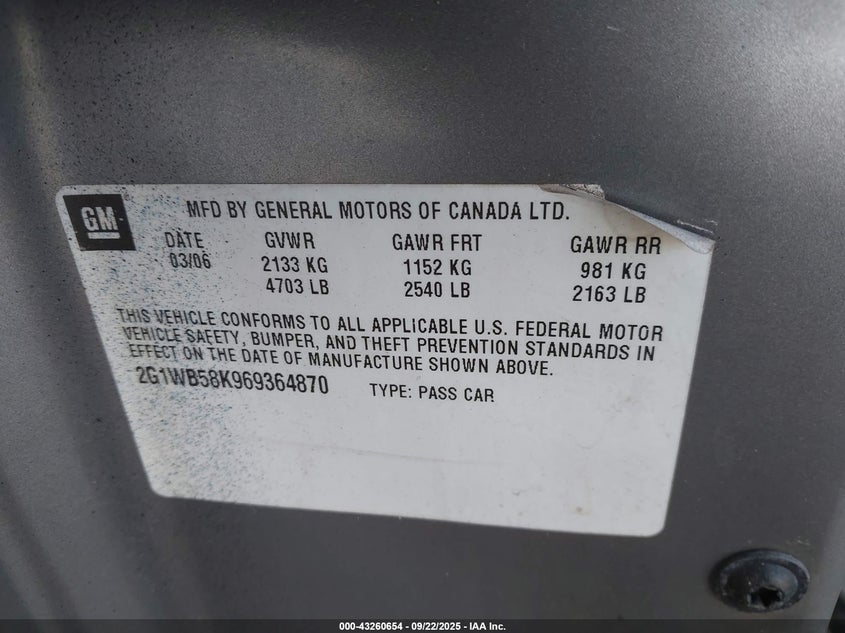 GM
MFD BY GENERAL MOTORS OF CANADA LTD.
DATE GVWR GAWR FRT GAWR RR
03/06 2133 KG 1152 KG 981 KG
4703 LB 2540 LB 2163 LB
THIS VEHICLE CONFORMS TO ALL APPLICABLE U.S. FEDERAL MOTOR
VEHICLE SAFETY, BUMPER, AND THEFT PREVENTION STANDARDS IN
EFFECT ON THE DATE OF MANUFACTURE SHOWN ABOVE.
2G1WB58K969364870 TYPE: PASS CAR
000-43260654 - 09/22/2025 - IAA Inc.